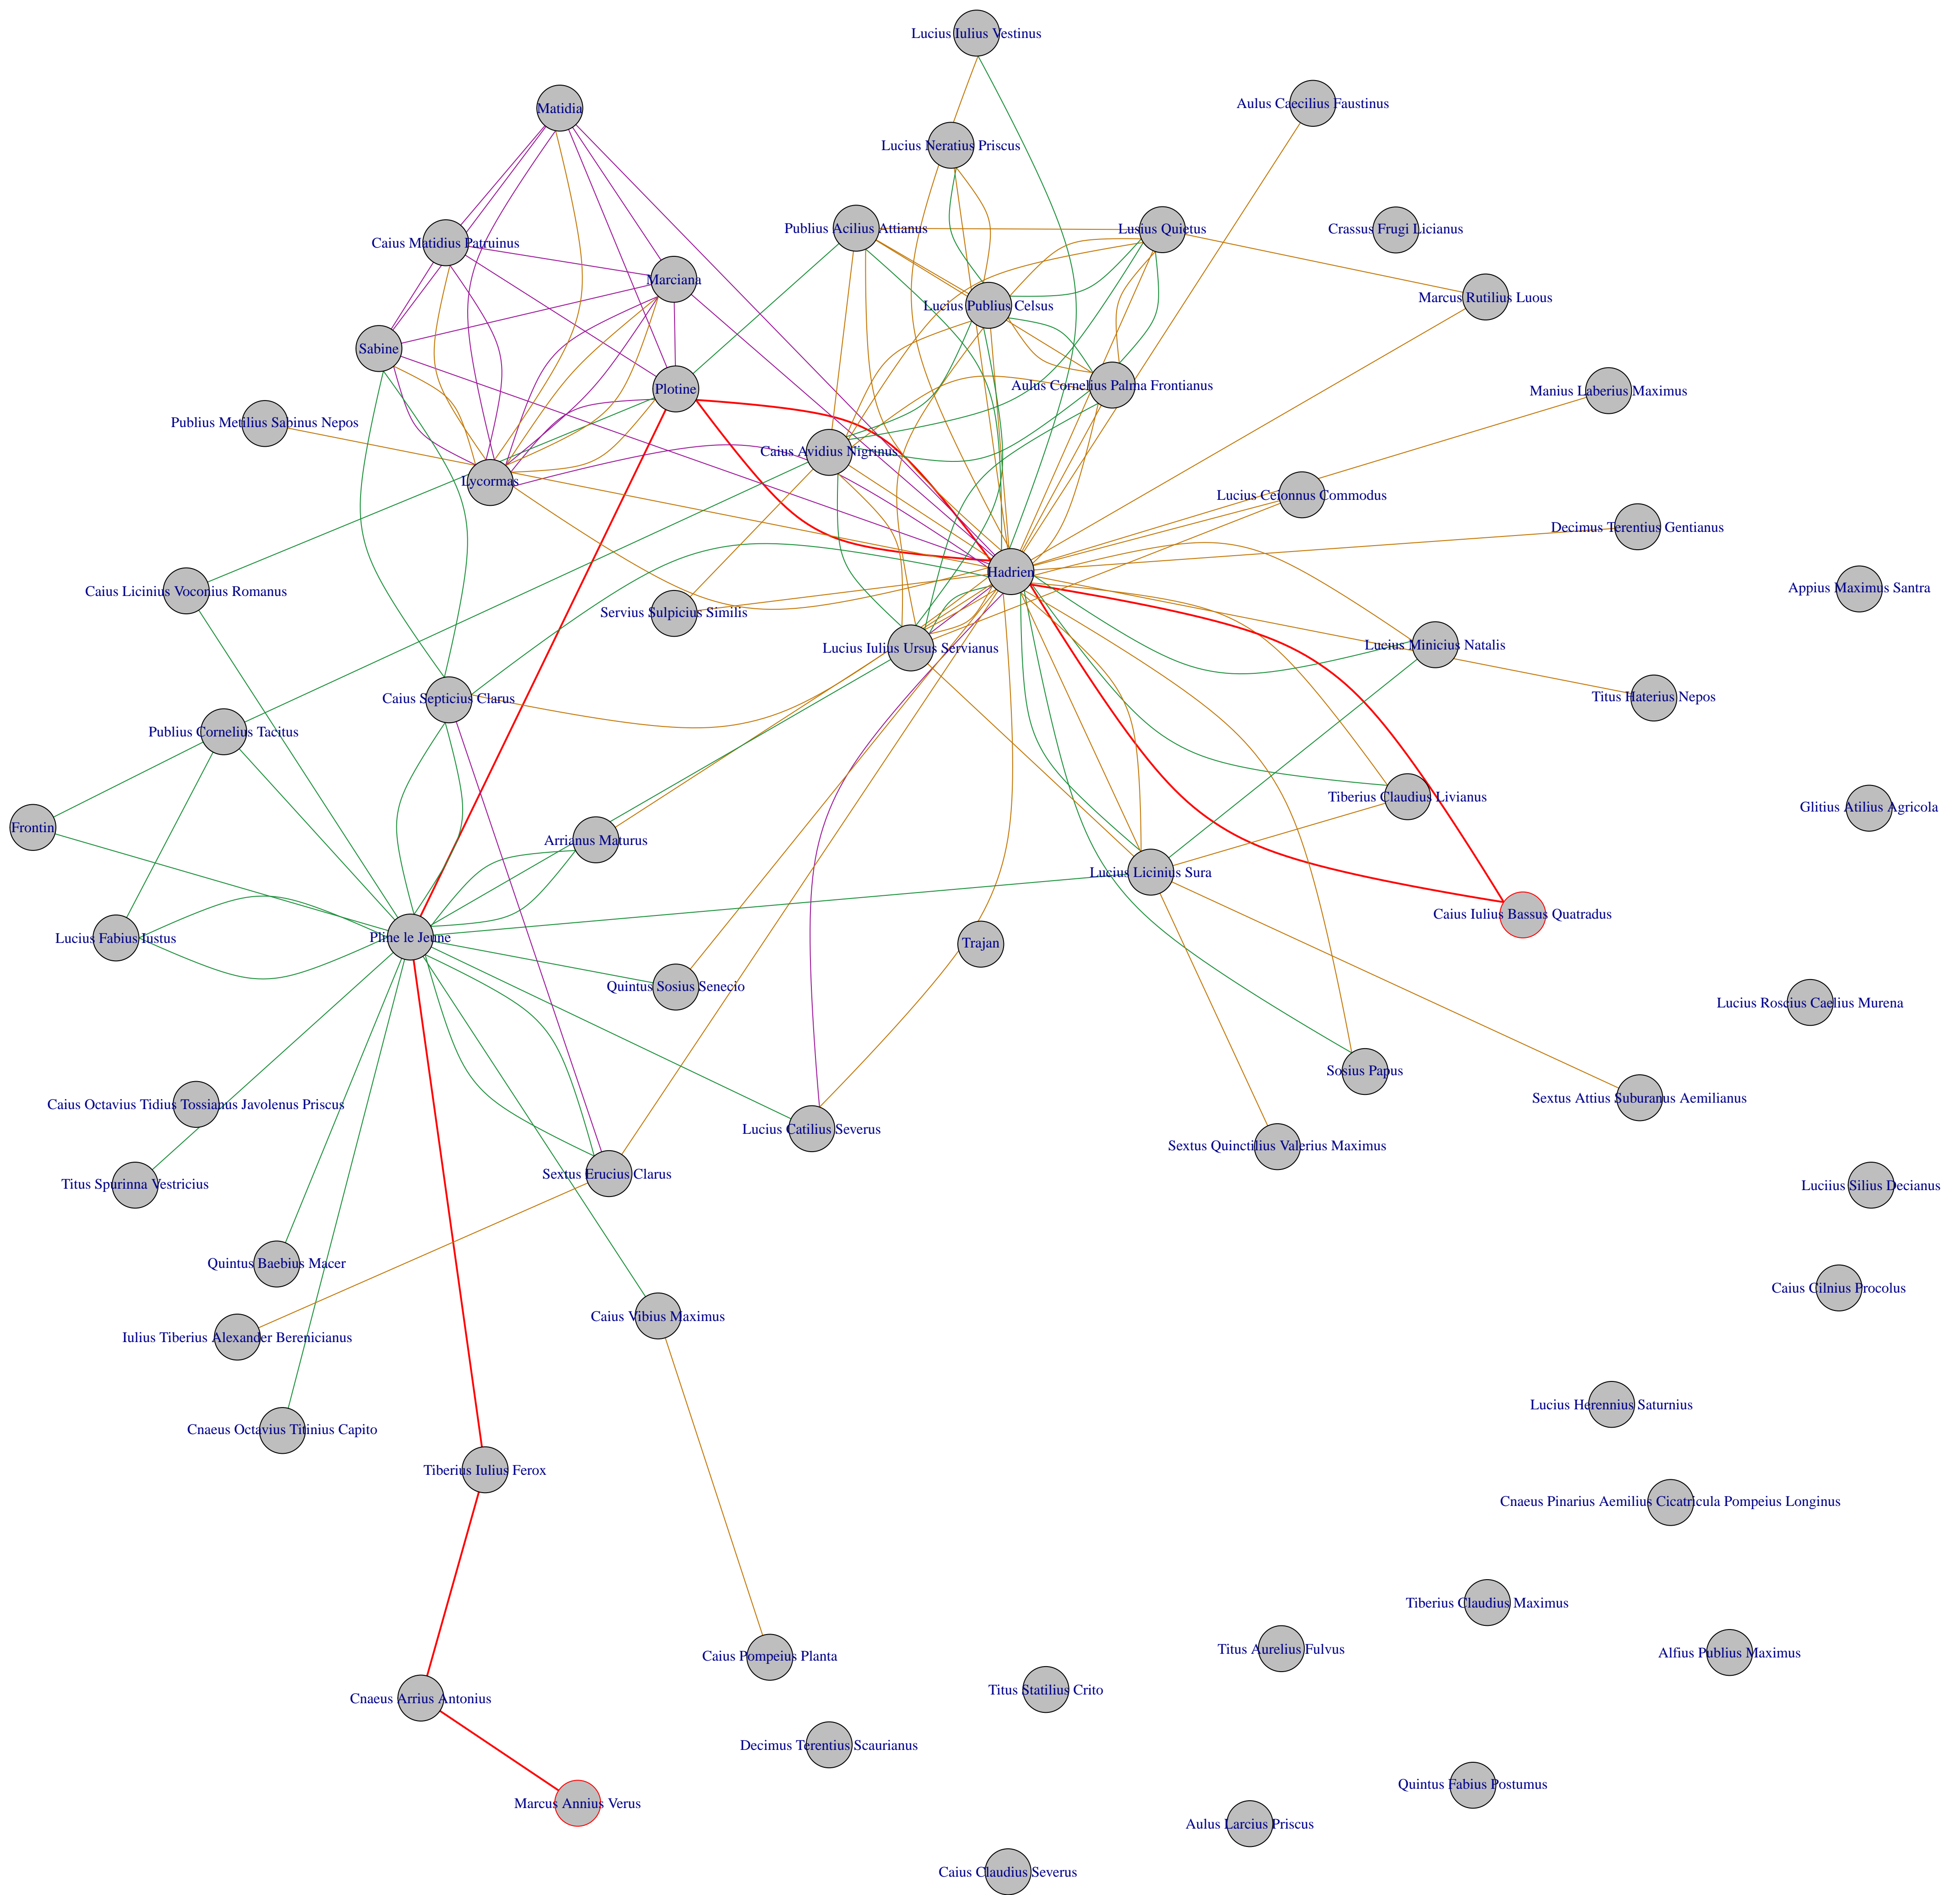 Lucius Iulius Vestinus
Aulus Caecilius Faustinus
Matidia
Lucius Neratius Priscus
Publius Acilius Attianus
Lusius Quietus
Crassus Frugi Licianus
Caius Matidius Patruinus
Marciana
Marcus Rutilius Luous
Lucius Publius Celsus
Sabine
Plotine
Aulus Cornelius Palma Frontianus
Manius Laberius Maximus
Publius Metilius Sabinus Nepos
Caius Avidius Nigrinus
Lycormas
Lucius Ceionnus Commodus
Decimus Terentius Gentianus
Hadrien
Caius Licinius Voconius Romanus
Appius Maximus Santra
Servius Sulpicius Similis
Lucius Iulius Ursus Servianus
Lucius Minicius Natalis
Caius Septicius Clarus
Titus Haterius Nepos
Publius Cornelius Tacitus
Tiberius Claudius Livianus
Glitius Atilius Agricola
Frontin
Arrianus Maturus
Lucius Licinius Sura
Caius Iulius Bassus Quatradus
Lucius Fabius Iustus
Pline le Jeune
Trajan
Quintus Sosius Senecio
Lucius Roscius Caelius Murena
Sosius Papus
Sextus Attius Suburanus Aemilianus
Caius Octavius Tidius Tossianus Javolenus Priscus
Lucius Catilius Severus
Sextus Quinctilius Valerius Maximus
Sextus Erucius Clarus
Titus Spurinna Vestricius
Luciius Silius Decianus
Quintus Baebius Macer
Caius Cilnius Procolus
Caius Vibius Maximus
Iulius Tiberius Alexander Berenicianus
Lucius Herennius Saturnius
Cnaeus Octavius Titinius Capito
Tiberius Iulius Ferox
Cnaeus Pinarius Aemilius Cicatricula Pompeius Longinus
Tiberius Claudius Maximus
Titus Aurelius Fulvus
Alfius Publius Maximus
Caius Pompeius Planta
Titus Statilius Crito
Cnaeus Arrius Antonius
Decimus Terentius Scaurianus
Quintus Fabius Postumus
Marcus Annius Verus
Aulus Larcius Priscus
Caius Claudius Severus